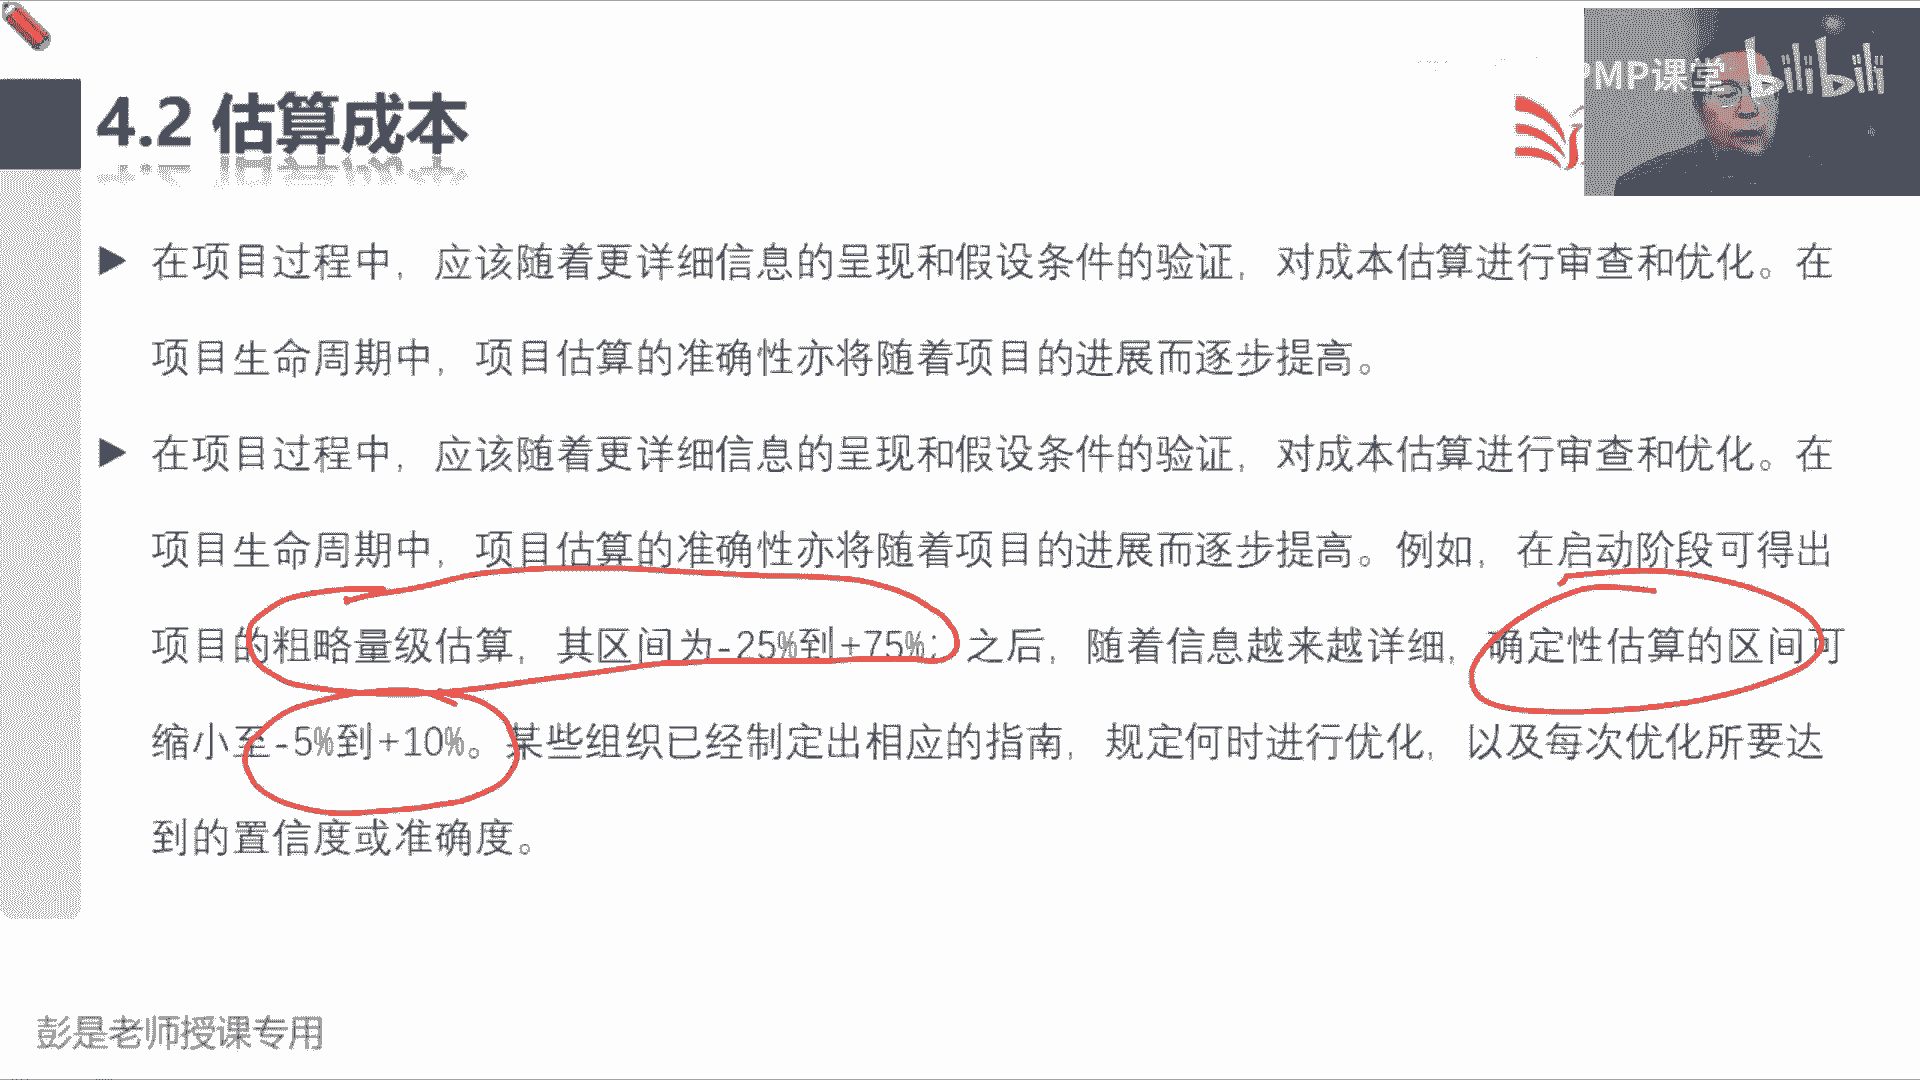 PMP课堂 bilibili
4.2 估算成本
在项目过程中，应该随着更详细信息的呈现和假设条件的验证，对成本估算进行审查和优化。在
项目生命周期中，项目估算的准确性亦将随着项目的进展而逐步提高。
在项目过程中，应该随着更详细信息的呈现和假设条件的验证，对成本估算进行审查和优化。在
项目生命周期中，项目估算的准确性亦将随着项目的进展而逐步提高。例如，在启动阶段可得出
项目的粗略量级估算，其区间为-25%到+75%；之后，随着信息越来越详细，确定性估算的区间可
缩小至-5%到+10%。某些组织已经制定出相应的指南，规定何时进行优化，以及每次优化所要达
到的置信度或准确度。
彭是老师授课专用